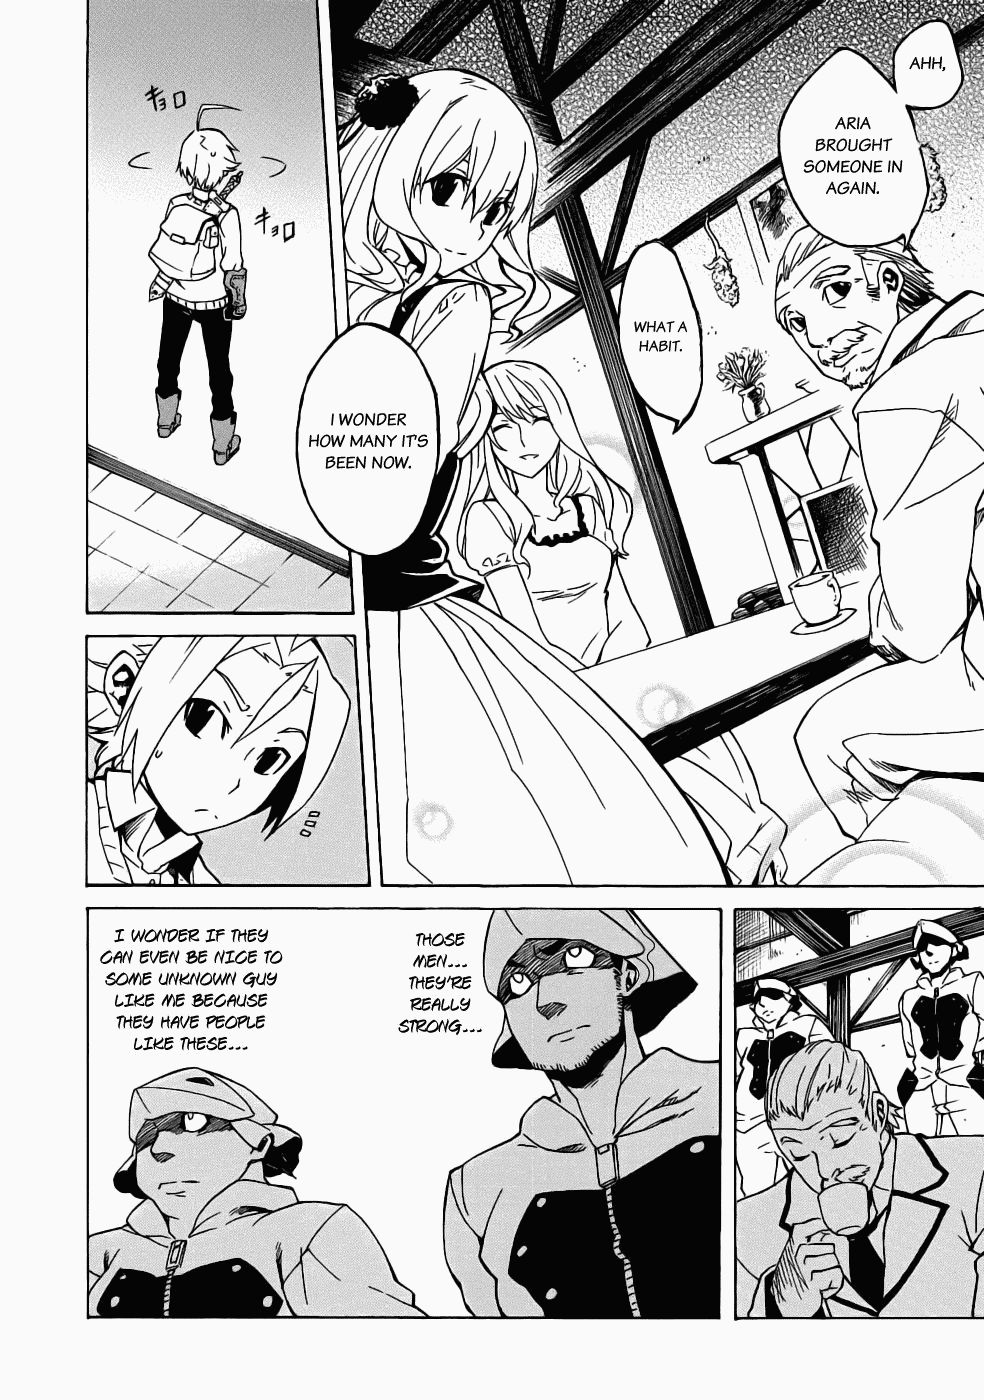 AHH,
ARIA
BROUGHT
SOMEONE IN
AGAIN.
WHAT A
HABIT.
I WONDER
HOW MANY IT'S
BEEN NOW.
キョロ
キョロ
THOSE
MEN...
THEY'RE
REALLY
STRONG...
I WONDER IF THEY
CAN EVEN BE NICE TO
SOME UNKNOWN GUY
LIKE ME BECAUSE
THEY HAVE PEOPLE
LIKE THESE...